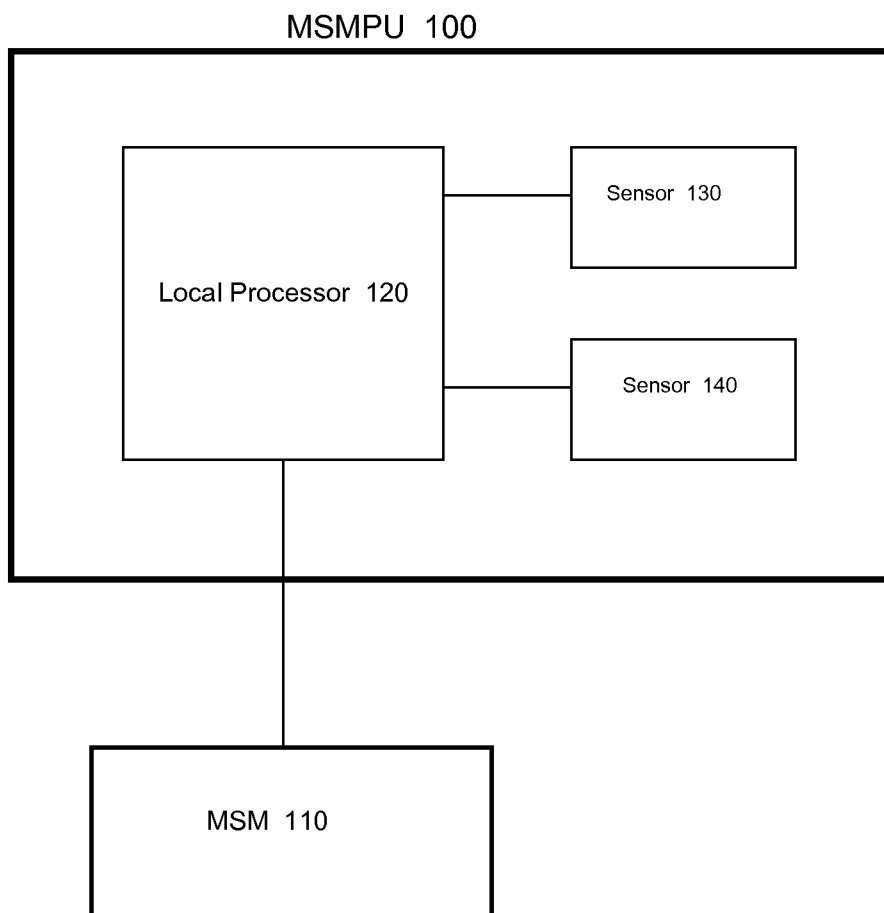 MSMPU 100
Sensor 130
Local Processor 120
Sensor 140
MSM 110